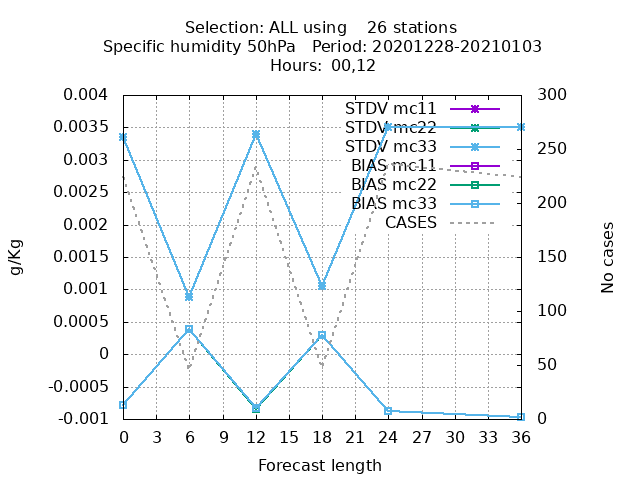 Selection: ALL using    26 stations
Specific humidity 50hPa   Period: 20201228-20210103
Hours: 00,12
STDV mc11
STDV mc22
STDV mc33
BIAS mc11
BIAS mc22
BIAS mc33
CASES
0.004
0.0035
0.003
0.0025
0.002
0.0015
0.001
0.0005
0
-0.0005
-0.001
g/Kg
300
250
200
150
100
50
0
No cases
0 3 6 9 12 15 18 21 24 27 30 33 36
Forecast length